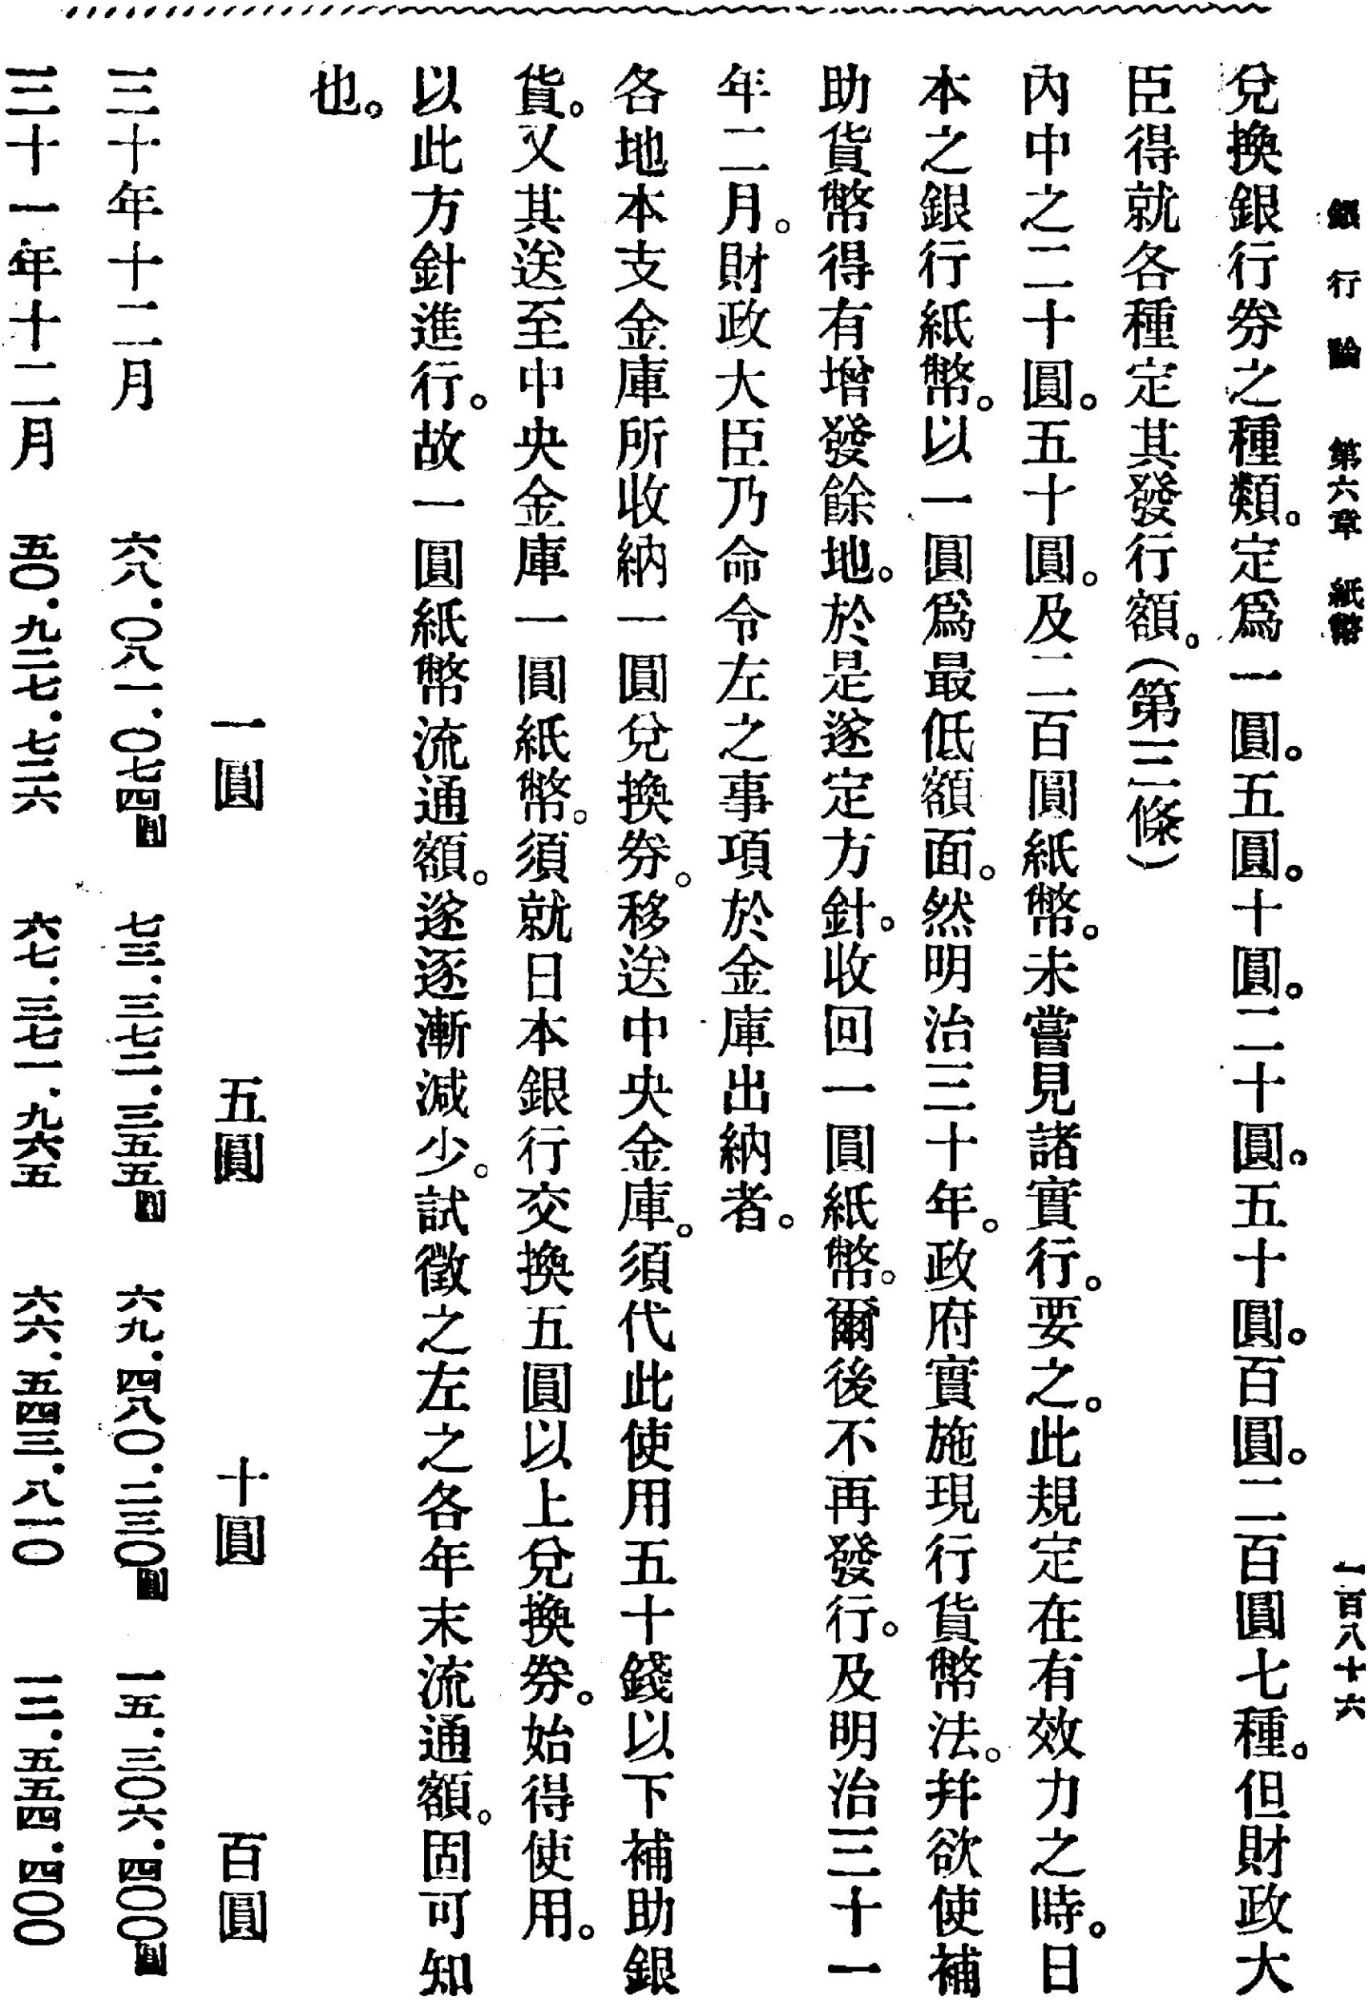 銀行論　第六章　紙幣　一百八十六
兌換銀行券之種類。定爲一圓。五圓。十圓。二十圓。五十圓。百圓。二百圓七種。但財政大
臣得就各種定其發行額。(第三條)
內中之二十圓。五十圓。及二百圓紙幣。未嘗見諸實行。要之。此規定在有效力之時。日
本之銀行紙幣。以一圓爲最低額面。然明治三十年。政府實施現行貨幣法。幷欲使補
助貨幣得有增發餘地。於是遂定方針。收回一圓紙幣。爾後不再發行。及明治三十一
年二月。財政大臣乃命令左之事項於金庫出納者。
各地本支金庫所收納一圓兌換券。移送中央金庫。須代此使用五十錢以下補助銀
貨。又其送至中央金庫一圓紙幣。須就日本銀行交換五圓以上兌換券。始得使用。
以此方針進行。故一圓紙幣流通額。遂逐漸減少。試徵之左之各年末流通額。固可知
也。
一圓　五圓　十圓　百圓
三十年十二月　六八.〇八一.〇七四圓　七三.三七二.三五五圓　六九.四八〇.二三〇圓　一五.三〇六.四〇〇圓
三十一年十二月　五〇.九二七.七二六　六七.三七一.九六五　六六.五四三.八一〇　一二.五五四.四〇〇